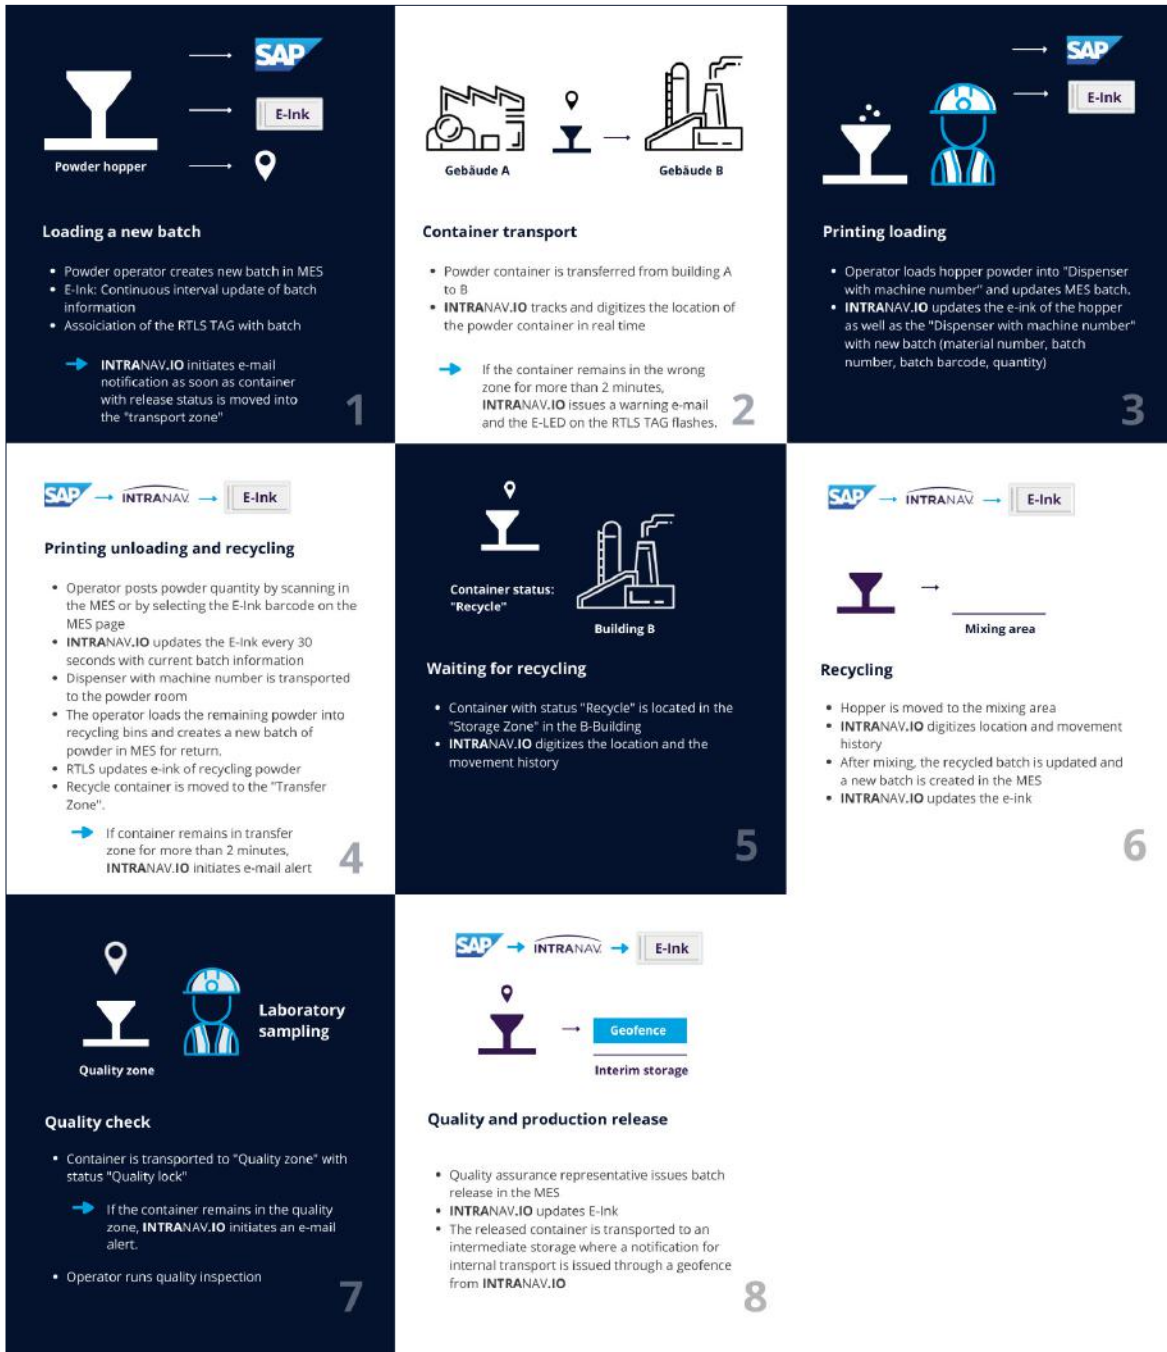 SAP
E-Ink
Powder hopper
Loading a new batch
• Powder operator creates new batch in MES
• E-Ink: Continuous interval update of batch
information
• Assoiciation of the RTLS TAG with batch
INTRANAV.IO initiates e-mail
notification as soon as container
with release status is moved into
the "transport zone"
1
Gebäude A
Gebäude B
Container transport
• Powder container is transferred from building A
to B
• INTRANAV.IO tracks and digitizes the location of
the powder container in real time
If the container remains in the wrong
zone for more than 2 minutes,
INTRANAV.IO issues a warning e-mail
and the E-LED on the RTLS TAG flashes.
2
SAP
E-Ink
Printing loading
• Operator loads hopper powder into "Dispenser
with machine number" and updates MES batch.
• INTRANAV.IO updates the e-ink of the hopper
as well as the "Dispenser with machine number"
with new batch (material number, batch
number, batch barcode, quantity)
3
SAP INTRANAV. E-Ink
Printing unloading and recycling
• Operator posts powder quantity by scanning in
the MES or by selecting the E-Ink barcode on the
MES page
• INTRANAV.IO updates the E-Ink every 30
seconds with current batch information
• Dispenser with machine number is transported
to the powder room
• The operator loads the remaining powder into
recycling bins and creates a new batch of
powder in MES for return.
• RTLS updates e-ink of recycling powder
• Recycle container is moved to the "Transfer
Zone".
If container remains in transfer
zone for more than 2 minutes,
INTRANAV.IO initiates e-mail alert
4
Container status:
"Recycle"
Building B
Waiting for recycling
• Container with status "Recycle" is located in the
"Storage Zone" in the B-Building
• INTRANAV.IO digitizes the location and the
movement history
5
SAP INTRANAV. E-Ink
Mixing area
Recycling
• Hopper is moved to the mixing area
• INTRANAV.IO digitizes location and movement
history
• After mixing, the recycled batch is updated and
a new batch is created in the MES
• INTRANAV.IO updates the e-ink
6
Laboratory
sampling
Quality zone
Quality check
• Container is transported to "Quality zone" with
status "Quality lock"
If the container remains in the quality
zone, INTRANAV.IO initiates an e-mail
alert.
• Operator runs quality inspection
7
SAP INTRANAV. E-Ink
Geofence
Interim storage
Quality and production release
• Quality assurance representative issues batch
release in the MES
• INTRANAV.IO updates E-Ink
• The released container is transported to an
intermediate storage where a notification for
internal transport is issued through a geofence
from INTRANAV.IO
8